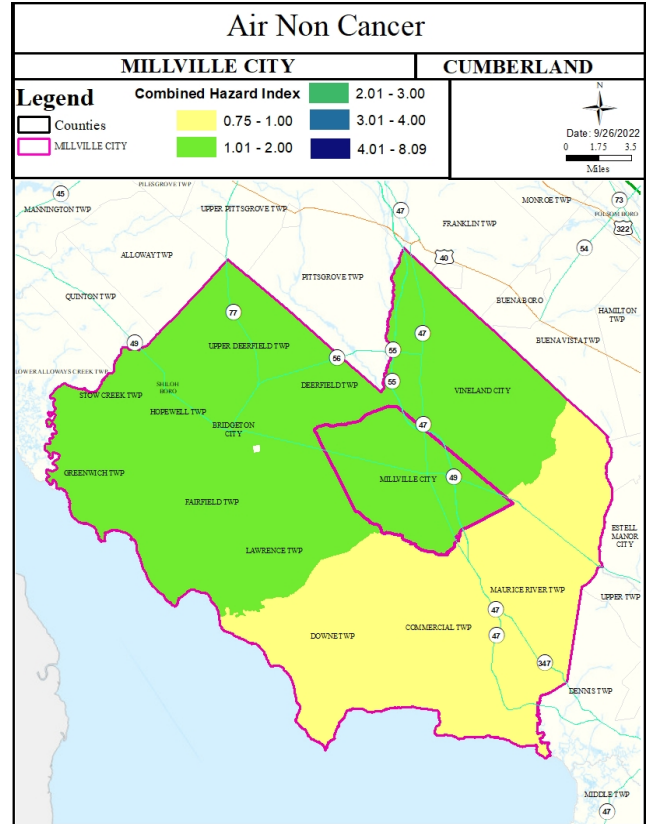 Air Non Cancer
MILLVILLE CITY
CUMBERLAND
Legend
Counties
MILLVILLE CITY
Combined Hazard Index
0.75 - 1.00
1.01 - 2.00
2.01 - 3.00
3.01 - 4.00
4.01 - 8.09
N
Date: 9/26/2022
0 1.75 3.5
Miles
PILESGROVE TWP
45
MANNINGTON TWP
UPPER PITTSGROVE TWP
47
MONROE TWP
73
FOLSOM BORO
322
FRANKLIN TWP
54
ALLOWAY TWP
40
PITTSGROVE TWP
QUINTON TWP
BUENA BORO
HAMILTON
TWP
77
47
49
BUENA VISTA TWP
UPPER DEERFIELD TWP
55
56
LOWER ALLOWAYS CREEK TWP
SHILOH
BORO
DEERFIELD TWP
55
VINELAND CITY
STOW CREEK TWP
HOPEWELL TWP
BRIDGETON
CITY
47
GREENWICH TWP
MILLVILLE CITY
49
FAIRFIELD TWP
ESTELL
MANOR
CITY
LAWRENCE TWP
MAURICE RIVER TWP
UPPER TWP
47
COMMERCIAL TWP
DOWNE TWP
47
347
DENNIS TWP
MIDDLE TWP
47